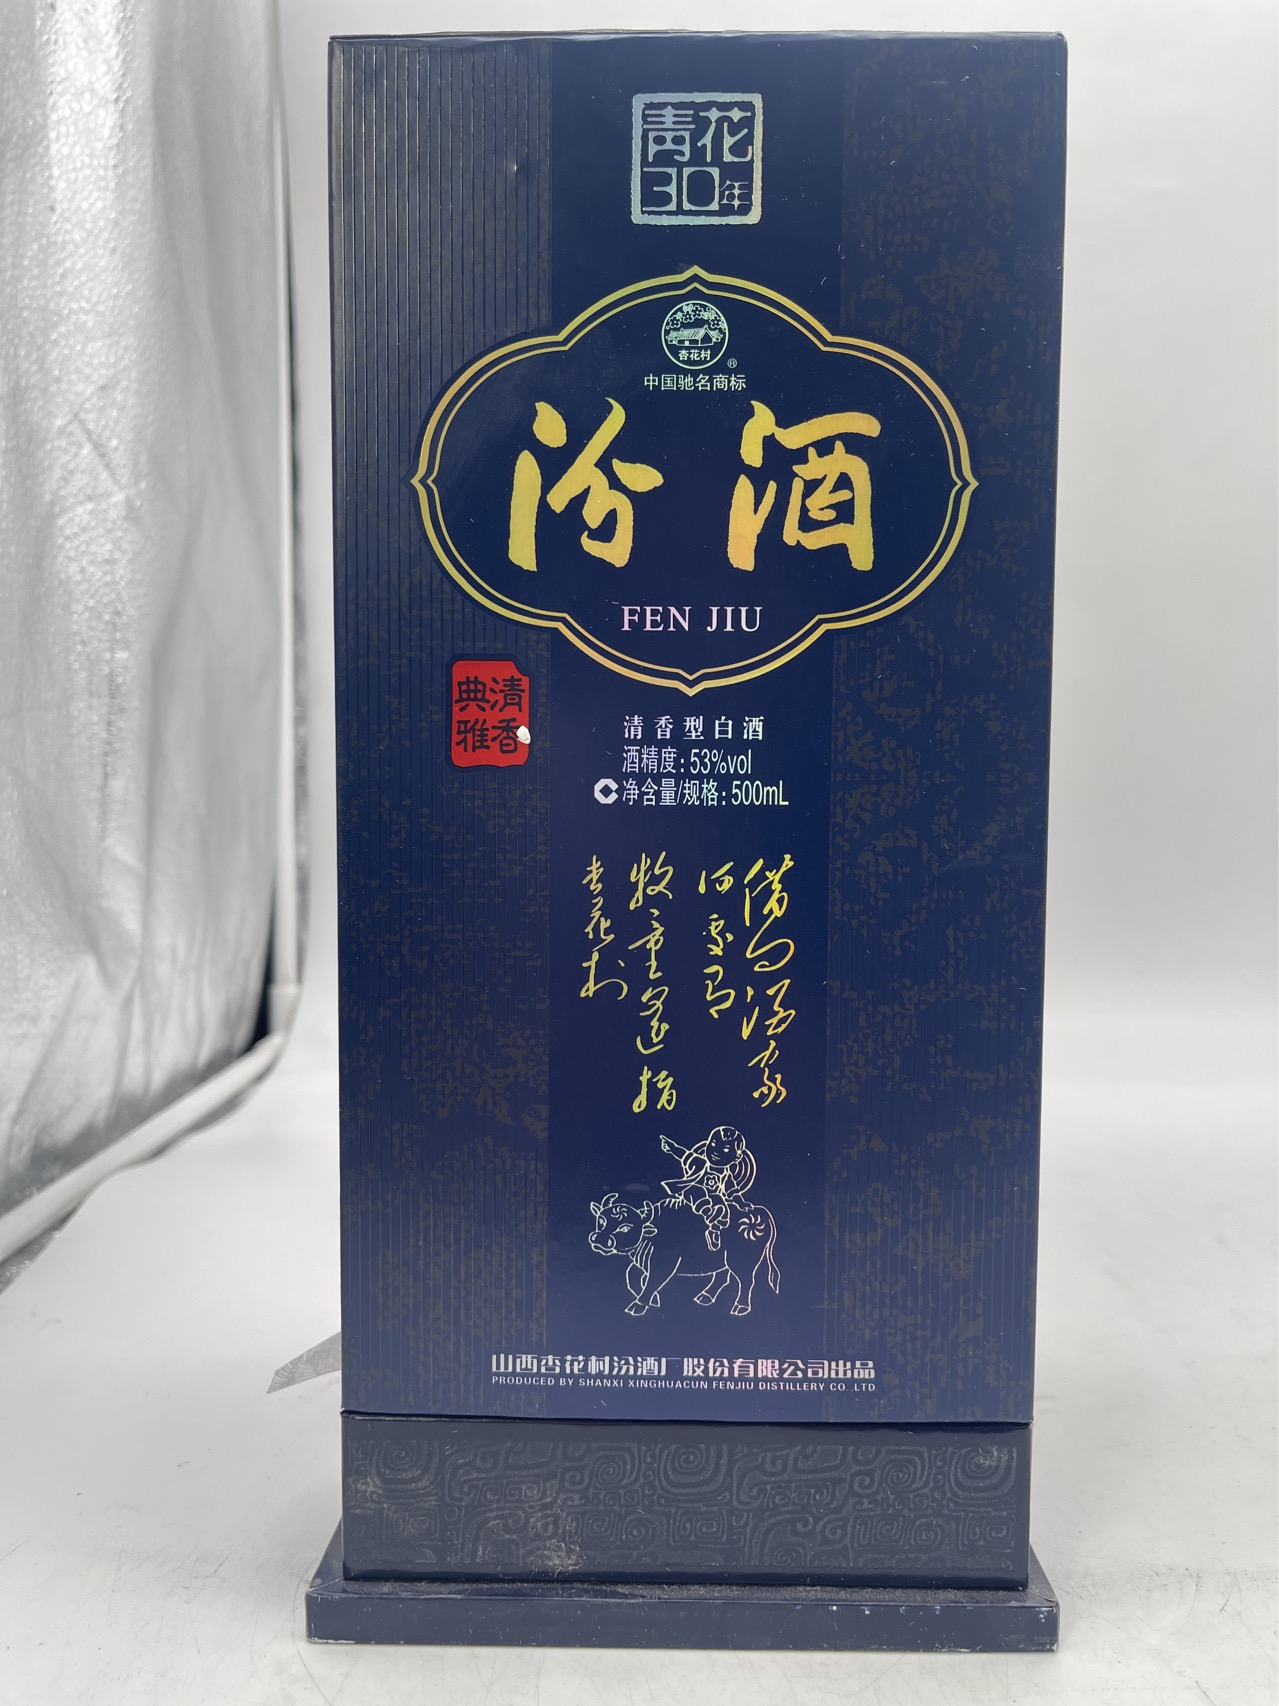 青花
30年
杏花村
®
中国驰名商标
汾酒
FEN JIU
清香
典雅
清香型白酒
酒精度:53%vol
净含量/规格:500mL
借问酒家
何处有
牧童遥指
杏花村
山西杏花村汾酒厂股份有限公司出品
PRODUCED BY SHANXI XINGHUACUN FENJIU DISTILLERY CO.,LTD.